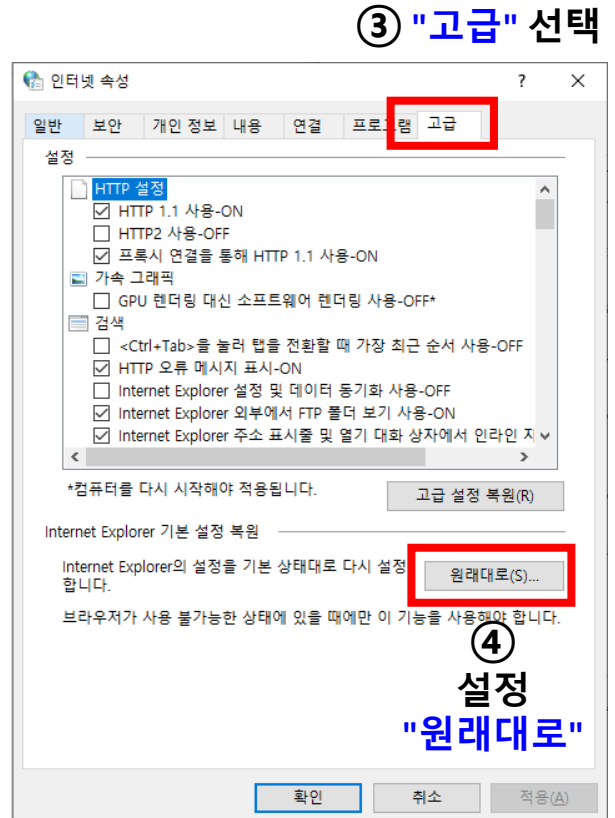 ③ "고급" 선택
인터넷 속성
일반 보안 개인 정보 내용 연결 프로그램 고급
설정
HTTP 설정
HTTP 1.1 사용-ON
HTTP2 사용-OFF
프록시 연결을 통해 HTTP 1.1 사용-ON
가속 그래픽
GPU 렌더링 대신 소프트웨어 렌더링 사용-OFF*
검색
<Ctrl+Tab>을 눌러 탭을 전환할 때 가장 최근 순서 사용-OFF
HTTP 오류 메시지 표시-ON
Internet Explorer 설정 및 데이터 동기화 사용-OFF
Internet Explorer 외부에서 FTP 폴더 보기 사용-ON
Internet Explorer 주소 표시줄 및 열기 대화 상자에서 인라인
*컴퓨터를 다시 시작해야 적용됩니다.
고급 설정 복원(R)
Internet Explorer 기본 설정 복원
Internet Explorer의 설정을 기본 상태대로 다시 설정
합니다.
원래대로(S)...
브라우저가 사용 불가능한 상태에 있을 때에만 이 기능을 사용해야 합니다.
④
설정
"원래대로"
확인 취소 적용(A)